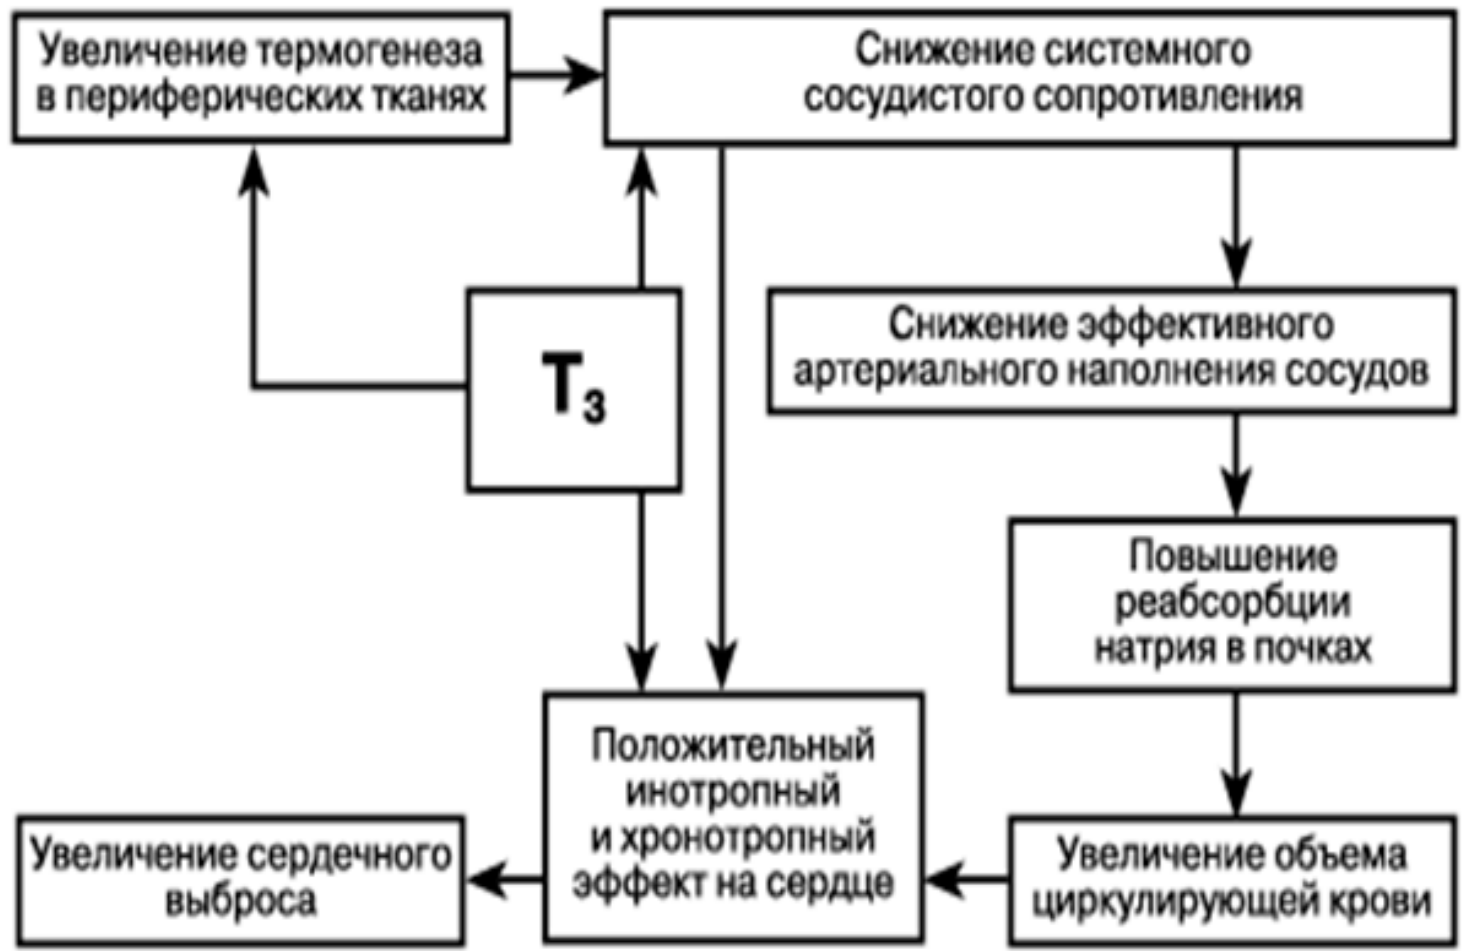 Увеличение термогенеза
в периферических тканях
Снижение системного
сосудистого сопротивления
T3
Снижение эффективного
артериального наполнения сосудов
Повышение
реабсорбции
натрия в почках
Положительный
инотропный
и хронотропный
эффект на сердце
Увеличение сердечного
выброса
Увеличение объема
циркулирующей крови